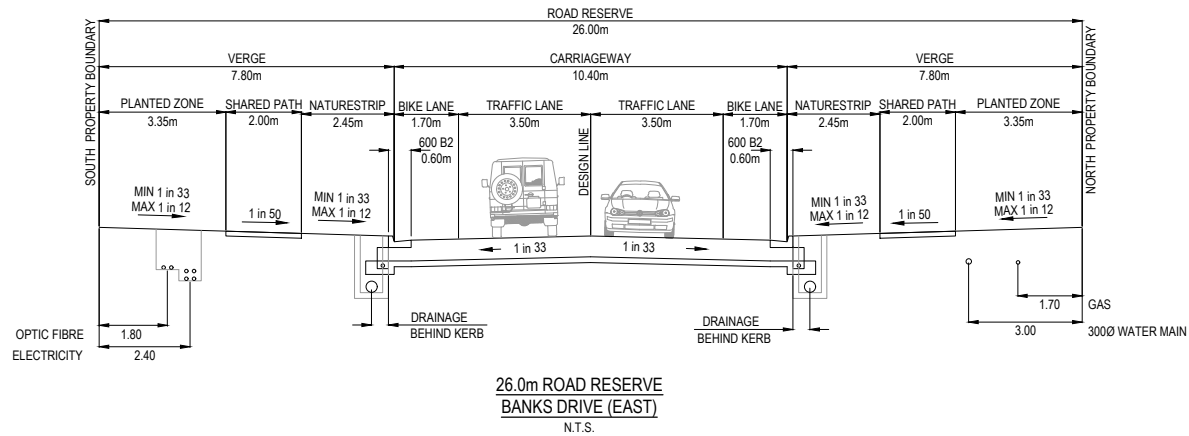 ROAD RESERVE
26.00m
VERGE
7.80m
CARRIAGEWAY
10.40m
VERGE
7.80m
SOUTH PROPERTY BOUNDARY
PLANTED ZONE
3.35m
SHARED PATH
2.00m
NATURESTRIP
2.45m
BIKE LANE
1.70m
TRAFFIC LANE
3.50m
TRAFFIC LANE
3.50m
BIKE LANE
1.70m
NATURESTRIP
2.45m
SHARED PATH
2.00m
PLANTED ZONE
3.35m
NORTH PROPERTY BOUNDARY
600 B2
0.60m
DESIGN LINE
600 B2
0.60m
MIN 1 in 33
MAX 1 in 12
1 in 50
MIN 1 in 33
MAX 1 in 12
1 in 33
1 in 33
MIN 1 in 33
MAX 1 in 12
1 in 50
MIN 1 in 33
MAX 1 in 12
OPTIC FIBRE
1.80
ELECTRICITY
2.40
DRAINAGE
BEHIND KERB
DRAINAGE
BEHIND KERB
1.70
GAS
3.00
300Ø WATER MAIN
26.0m ROAD RESERVE
BANKS DRIVE (EAST)
N.T.S.